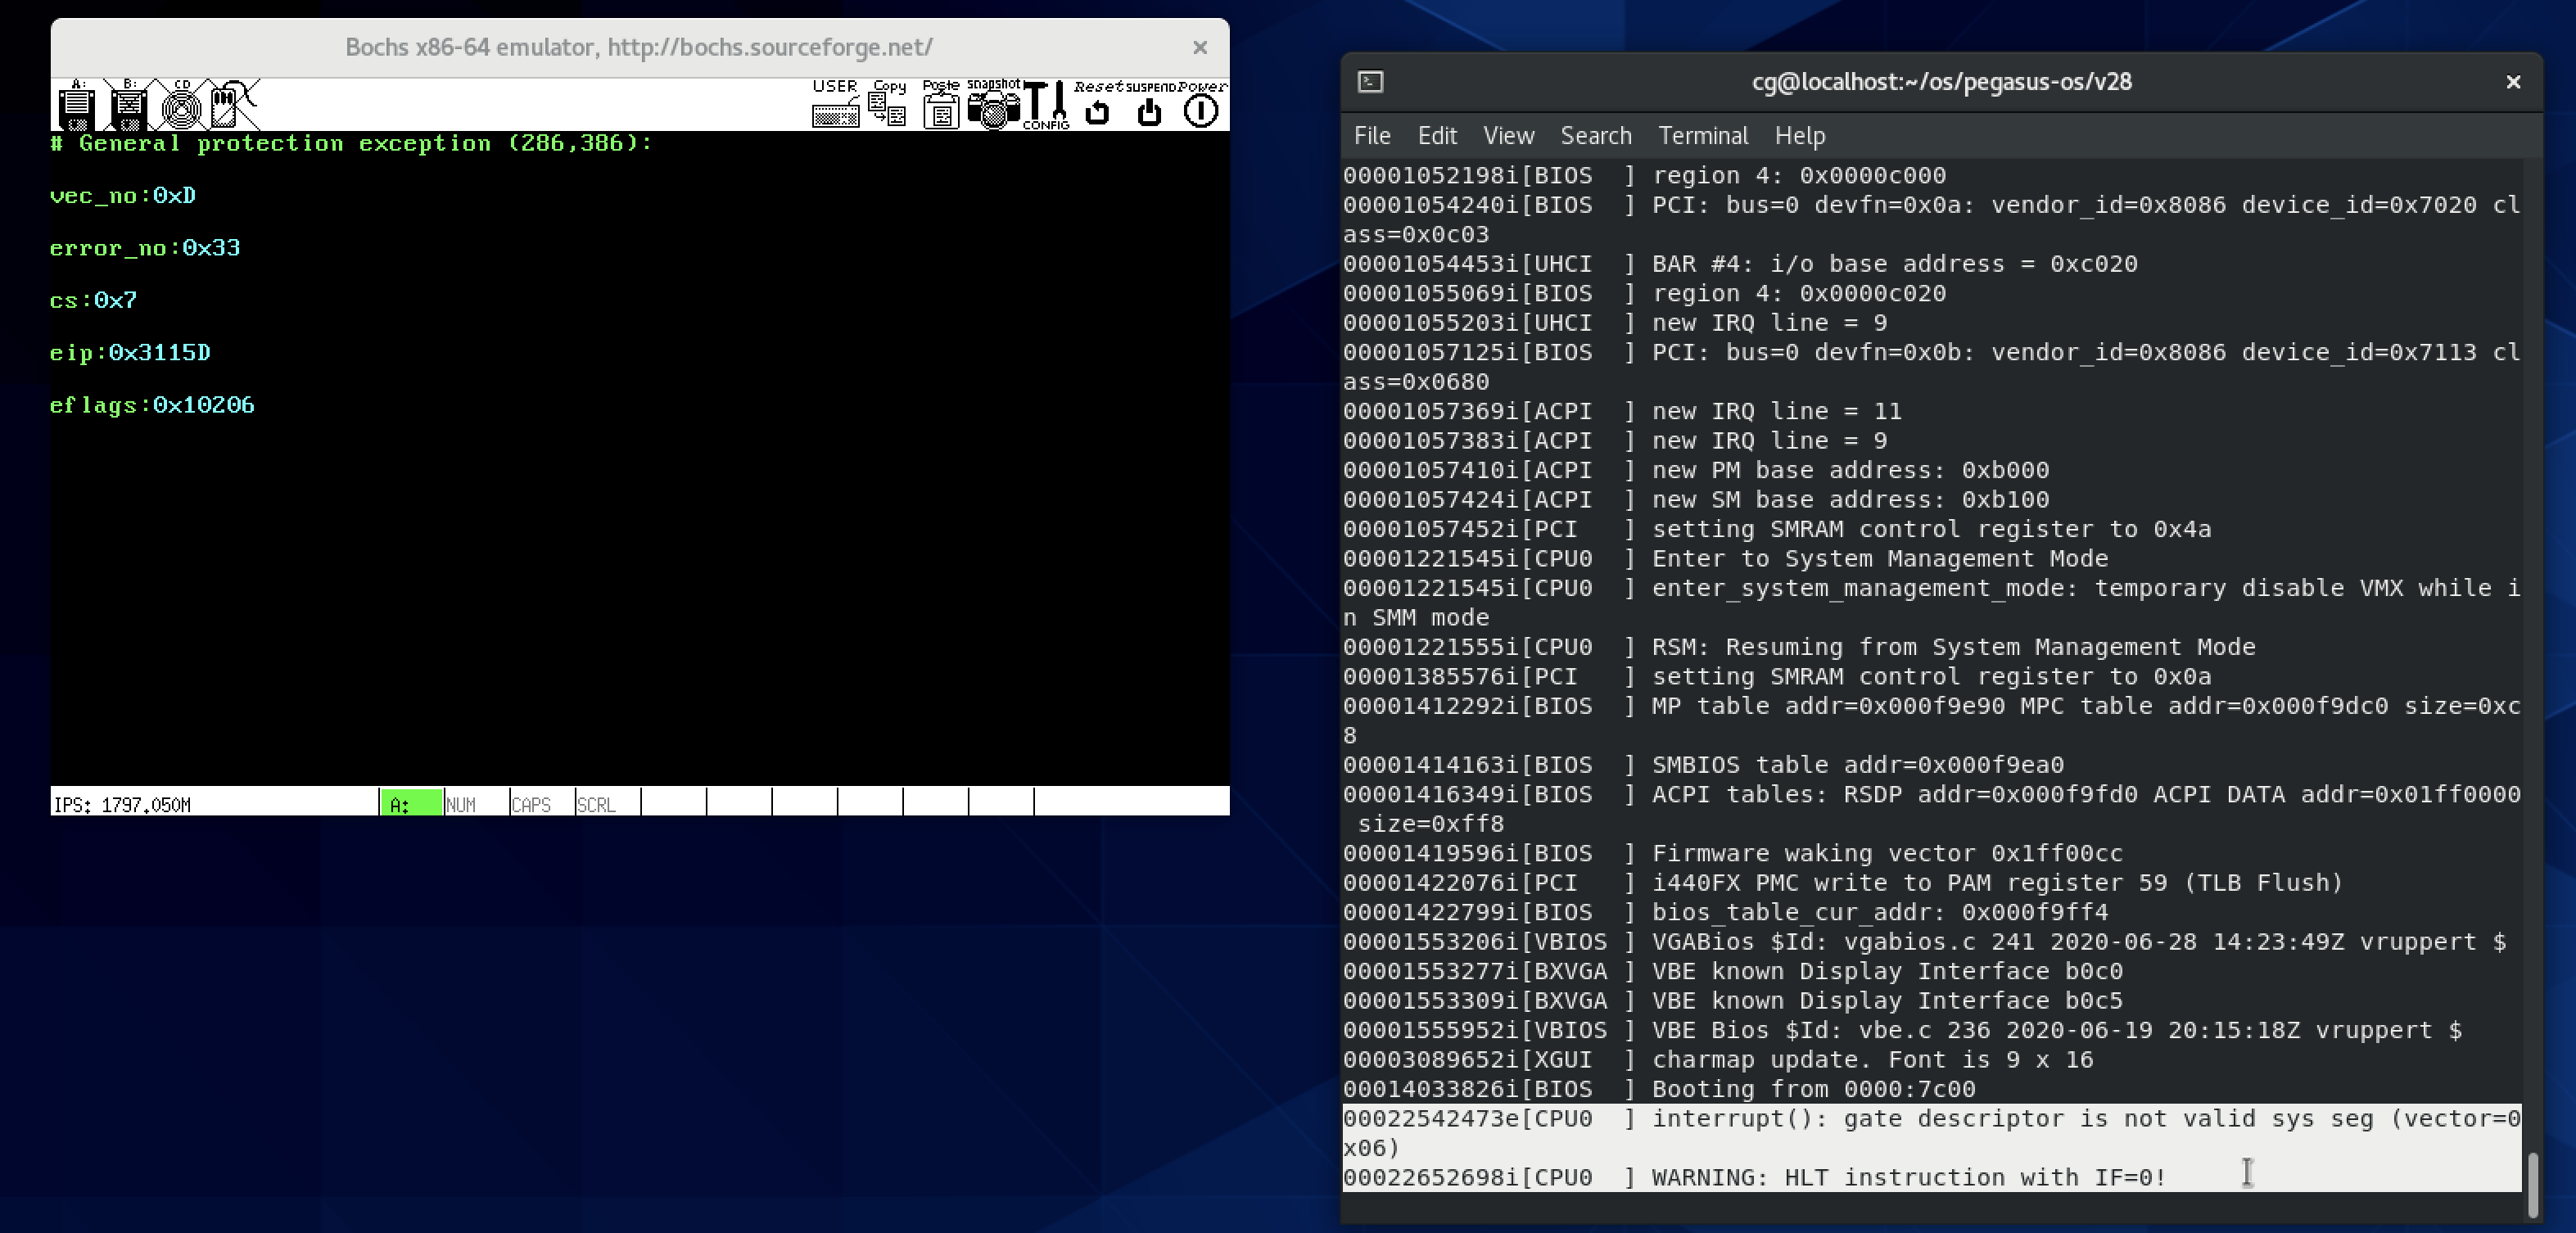 Bochs x86-64 emulator, http://bochs.sourceforge.net/
A: B: CD USER Copy Paste snapshot CONFIG Reset SUSPEND Power
# General protection exception (286,386):
vec_no:0xD
error_no:0x33
cs:0x7
eip:0x3115D
eflags:0x10206
IPS: 1797.050M A: NUM CAPS SCRL
cg@localhost:~/os/pegasus-os/v28
File Edit View Search Terminal Help
00001052198i[BIOS  ] region 4: 0x0000c000
00001054240i[BIOS  ] PCI: bus=0 devfn=0x0a: vendor_id=0x8086 device_id=0x7020 cl
ass=0x0c03
00001054453i[UHCI  ] BAR #4: i/o base address = 0xc020
00001055069i[BIOS  ] region 4: 0x0000c020
00001055203i[UHCI  ] new IRQ line = 9
00001057125i[BIOS  ] PCI: bus=0 devfn=0x0b: vendor_id=0x8086 device_id=0x7113 cl
ass=0x0680
00001057369i[ACPI  ] new IRQ line = 11
00001057383i[ACPI  ] new IRQ line = 9
00001057410i[ACPI  ] new PM base address: 0xb000
00001057424i[ACPI  ] new SM base address: 0xb100
00001057452i[PCI   ] setting SMRAM control register to 0x4a
00001221545i[CPU0  ] Enter to System Management Mode
00001221545i[CPU0  ] enter_system_management_mode: temporary disable VMX while i
n SMM mode
00001221555i[CPU0  ] RSM: Resuming from System Management Mode
00001385576i[PCI   ] setting SMRAM control register to 0x0a
00001412292i[BIOS  ] MP table addr=0x000f9e90 MPC table addr=0x000f9dc0 size=0xc
8
00001414163i[BIOS  ] SMBIOS table addr=0x000f9ea0
00001416349i[BIOS  ] ACPI tables: RSDP addr=0x000f9fd0 ACPI DATA addr=0x01ff0000
 size=0xff8
00001419596i[BIOS  ] Firmware waking vector 0x1ff00cc
00001422076i[PCI   ] i440FX PMC write to PAM register 59 (TLB Flush)
00001422799i[BIOS  ] bios_table_cur_addr: 0x000f9ff4
00001553206i[VBIOS ] VGABios $Id: vgabios.c 241 2020-06-28 14:23:49Z vruppert $
00001553277i[BXVGA ] VBE known Display Interface b0c0
00001553309i[BXVGA ] VBE known Display Interface b0c5
00001555952i[VBIOS ] VBE Bios $Id: vbe.c 236 2020-06-19 20:15:18Z vruppert $
00003089652i[XGUI  ] charmap update. Font is 9 x 16
00014033826i[BIOS  ] Booting from 0000:7c00
00022542473e[CPU0  ] interrupt(): gate descriptor is not valid sys seg (vector=0
x06)
00022652698i[CPU0  ] WARNING: HLT instruction with IF=0!